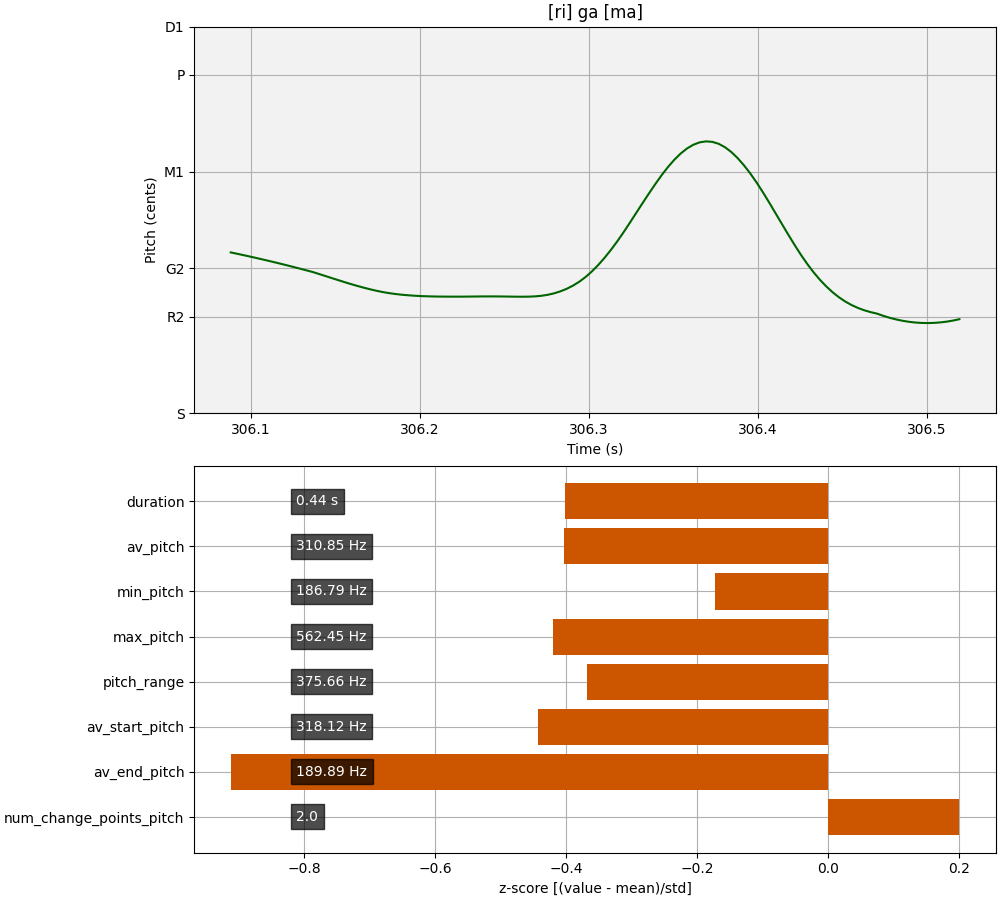 [ri] ga [ma]
D1
P
M1
G2
R2
S
Pitch (cents)
306.1 306.2 306.3 306.4 306.5
Time (s)
duration 0.44 s
av_pitch 310.85 Hz
min_pitch 186.79 Hz
max_pitch 562.45 Hz
pitch_range 375.66 Hz
av_start_pitch 318.12 Hz
av_end_pitch 189.89 Hz
num_change_points_pitch 2.0
−0.8 −0.6 −0.4 −0.2 0.0 0.2
z-score [(value - mean)/std]